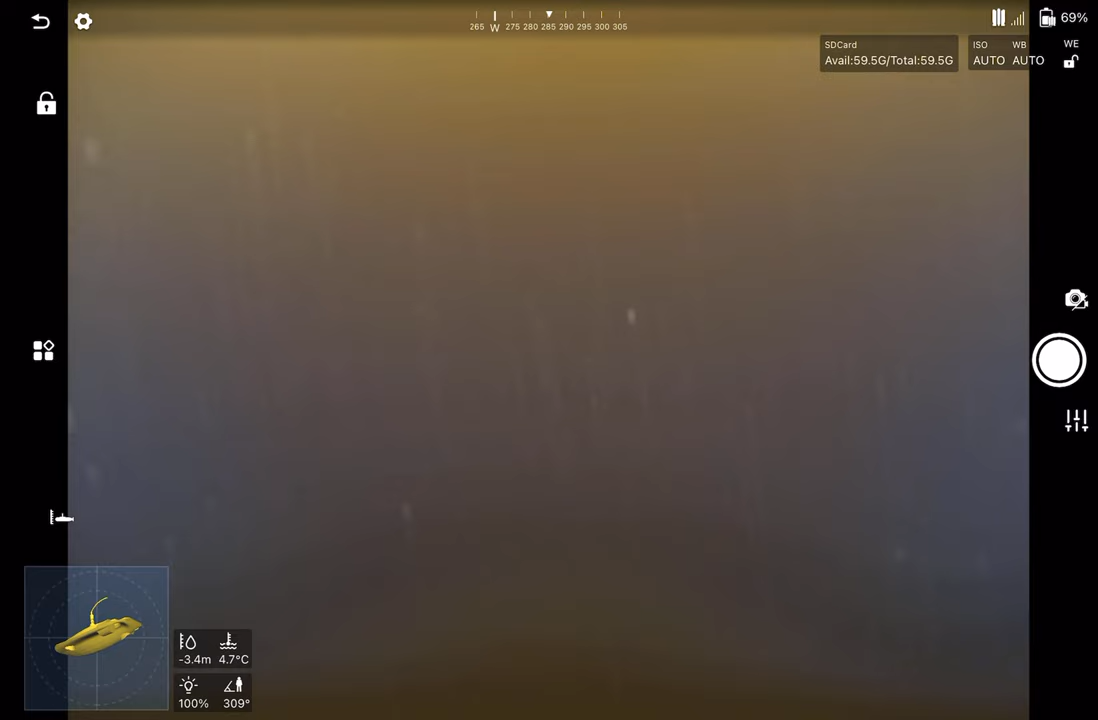 265 W 275 280 285 290 295 300 305
69%
SDCard
Avail:59.5G/Total:59.5G
ISO WB
AUTO AUTO
WE
-3.4m 4.7°C
100% 309°